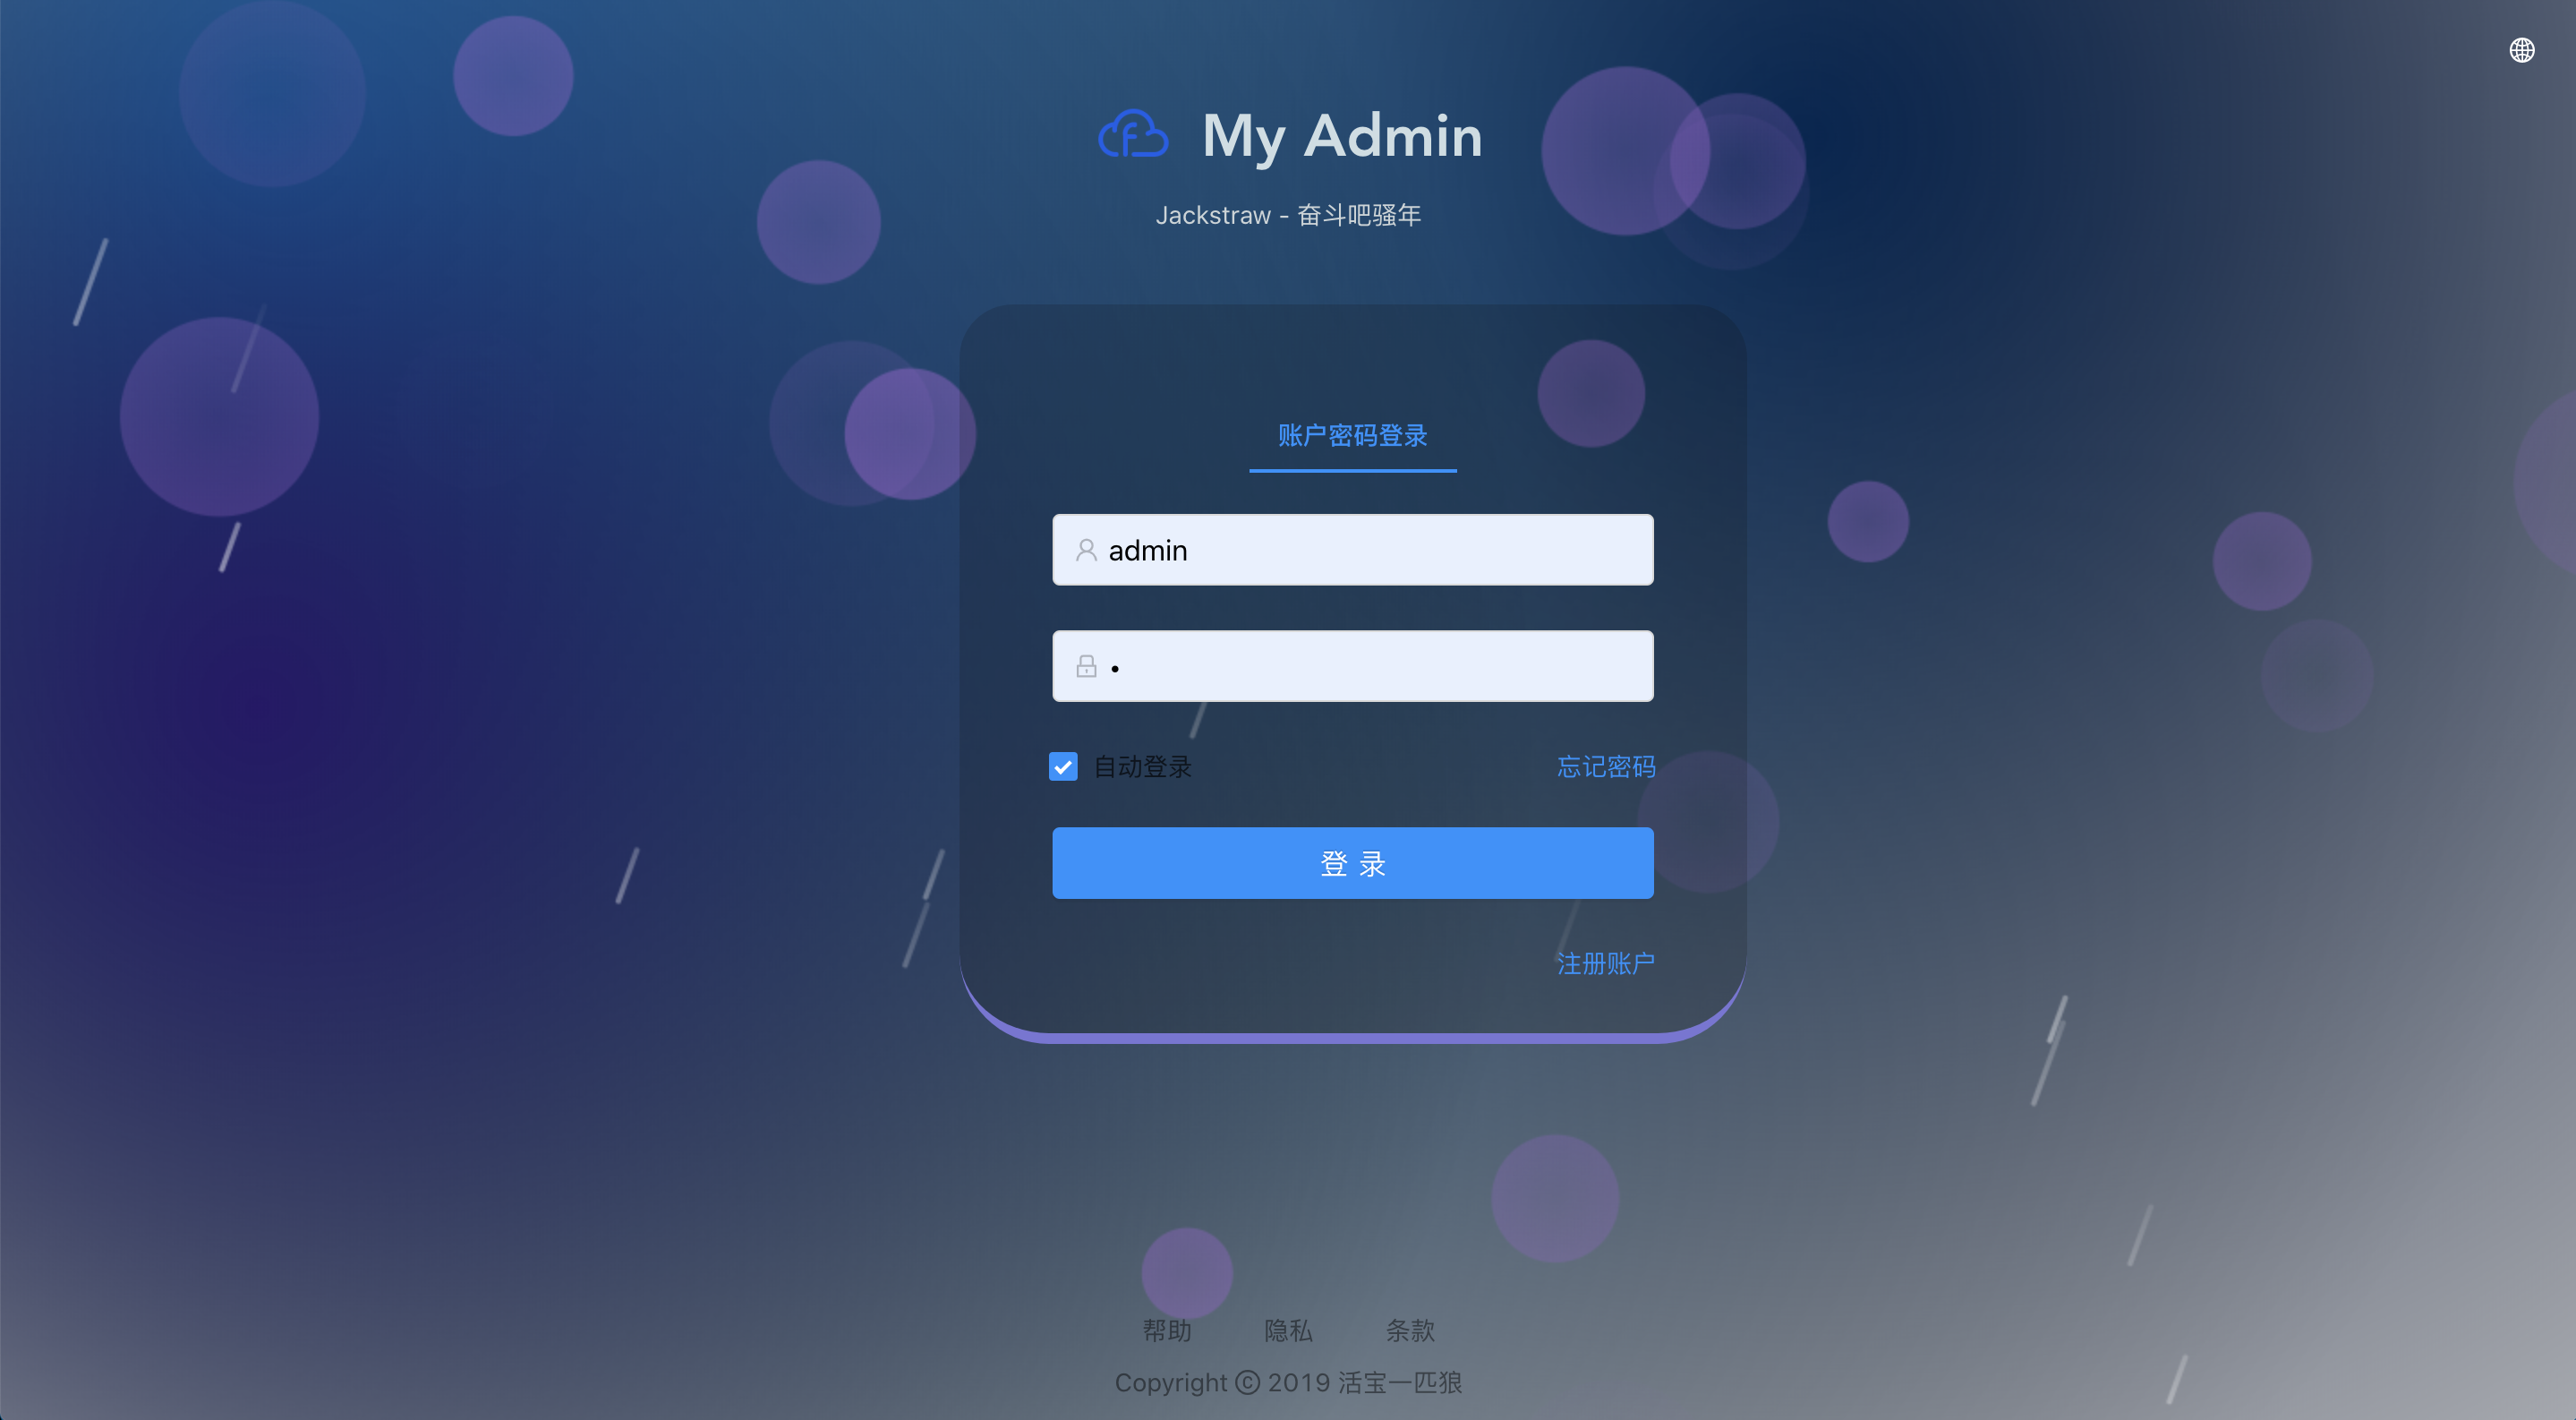 My Admin
Jackstraw - 奋斗吧骚年
账户密码登录
admin
•
自动登录 忘记密码
登 录
注册账户
帮助 隐私 条款
Copyright © 2019 活宝一匹狼